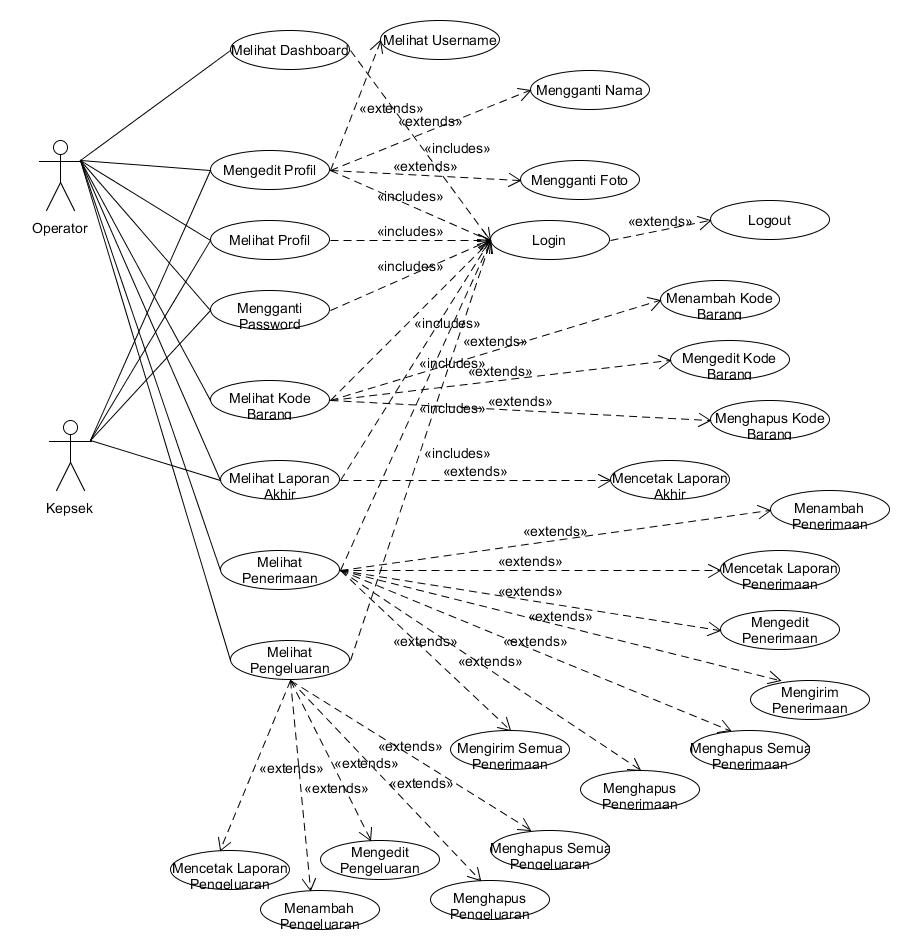 Melihat Username
Melihat Dashboard
Mengganti Nama
«extends»
«extends»
«includes»
Mengedit Profil
«extends»
Mengganti Foto
«includes»
Operator
Melihat Profil
«includes»
Login
«extends»
Logout
«includes»
Mengganti
Password
Menambah Kode
Barang
«includes»
«extends»
Mengedit Kode
Barang
«includes»
«extends»
Melihat Kode
Barang
«includes»
«extends»
Menghapus Kode
Barang
Kepsek
«includes»
«extends»
Melihat Laporan
Akhir
Mencetak Laporan
Akhir
Menambah
Penerimaan
«extends»
Melihat
Penerimaan
«extends»
Mencetak Laporan
Penerimaan
«extends»
Mengedit
Penerimaan
«extends»
«extends»
«extends»
Melihat
Pengeluaran
«extends»
Mengirim
Penerimaan
Mengirim Semua
Penerimaan
Menghapus Semua
Penerimaan
Menghapus
Penerimaan
«extends»
«extends»
«extends»
«extends»
Menghapus Semua
Pengeluaran
Mengedit
Pengeluaran
Mencetak Laporan
Pengeluaran
Menghapus
Pengeluaran
Menambah
Pengeluaran